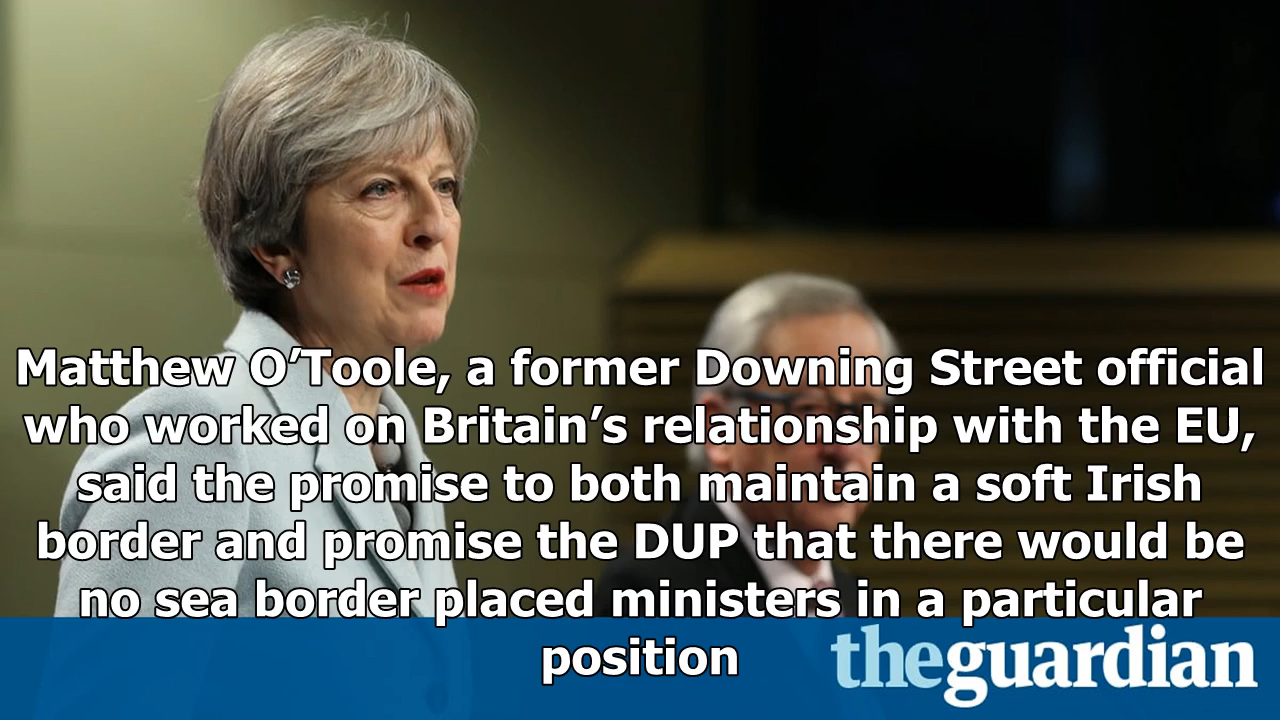 Matthew O’Toole, a former Downing Street official
who worked on Britain’s relationship with the EU,
said the promise to both maintain a soft Irish
border and promise the DUP that there would be
no sea border placed ministers in a particular
position
theguardian